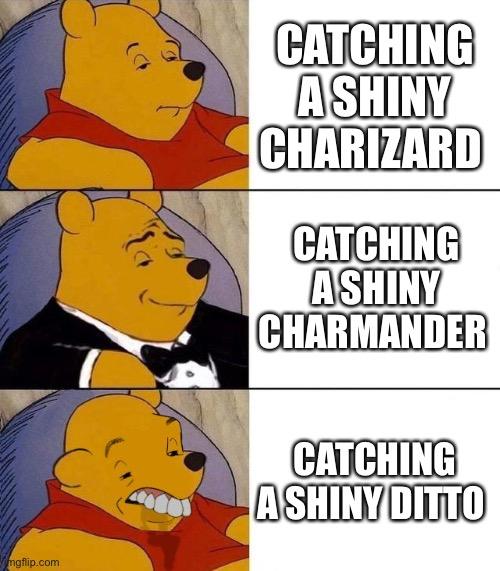 CATCHING
A SHINY
CHARIZARD
CATCHING
A SHINY
CHARMANDER
CATCHING
A SHINY DITTO
imgflip.com